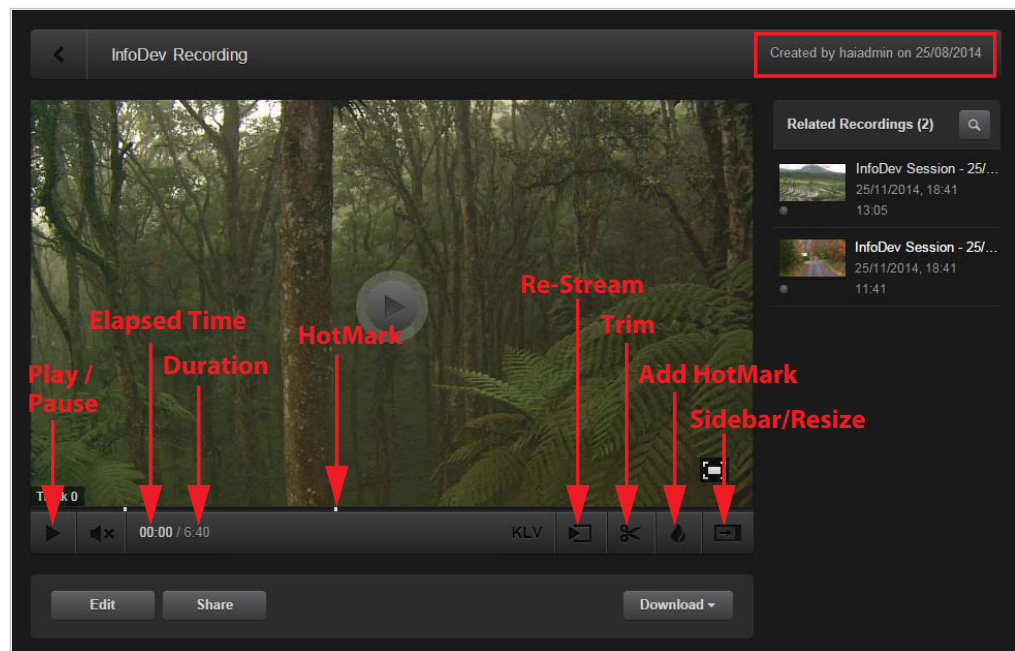 InfoDev Recording
Created by haiadmin on 25/08/2014
Related Recordings (2)
InfoDev Session - 25/...
25/11/2014, 18:41
13:05
InfoDev Session - 25/...
25/11/2014, 18:41
11:41
Re-Stream
Elapsed Time
HotMark
Trim
Duration
Play /
Pause
Add HotMark
Sidebar/Resize
00:00 / 6:40
KLV
Edit
Share
Download